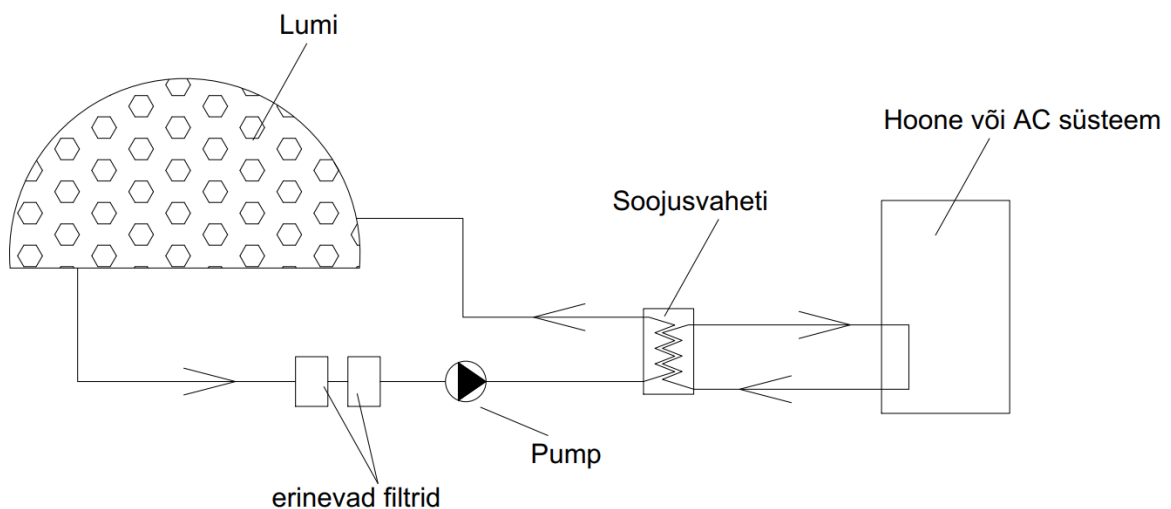 Lumi
Hoone või AC süsteem
Soojusvaheti
Pump
erinevad filtrid